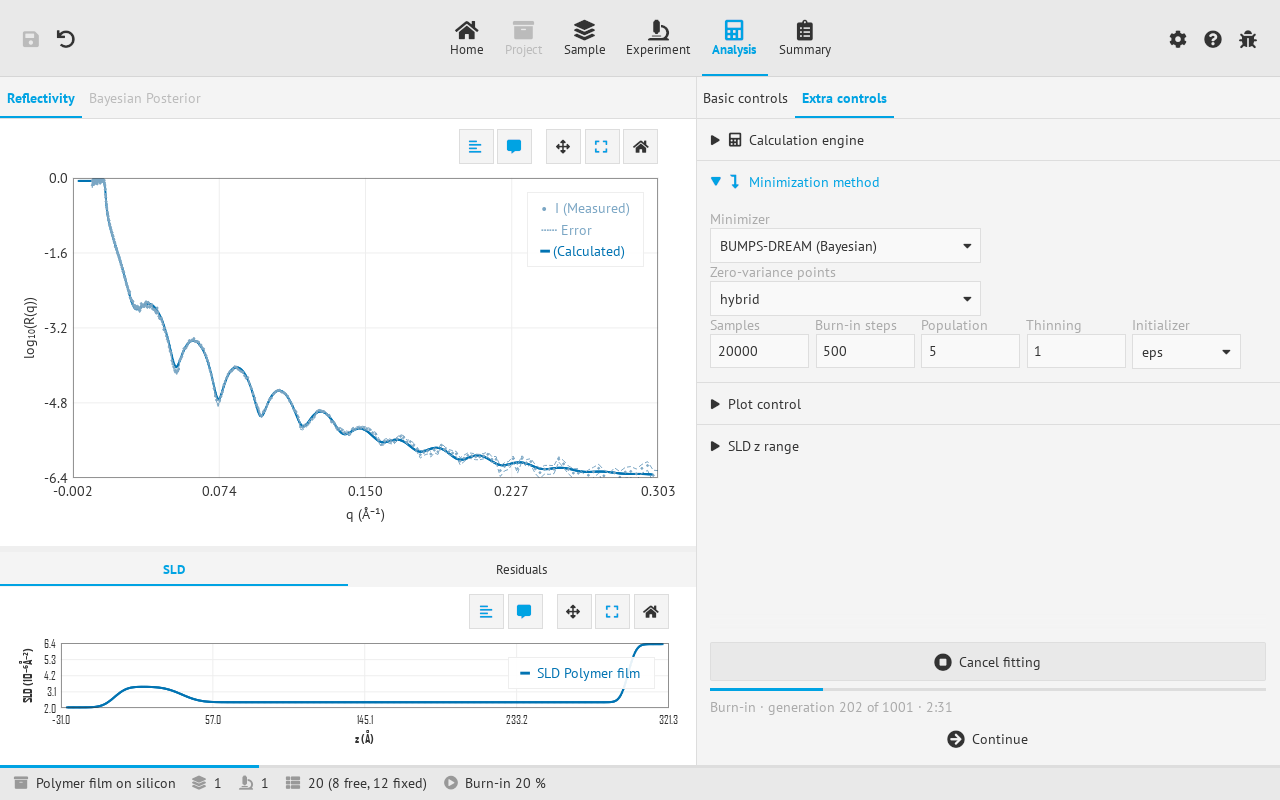 Home
Project
Sample
Experiment
Analysis
Summary
Reflectivity
Bayesian Posterior
Basic controls
Extra controls
0.0
-1.6
-3.2
-4.8
-6.4
log₁₀(R(q))
I (Measured)
Error
(Calculated)
-0.002
0.074
0.150
0.227
0.303
q (Å⁻¹)
SLD
Residuals
6.4
5.3
4.2
3.1
2.0
SLD (10⁻⁶Å⁻²)
SLD Polymer film
-31.0
57.0
145.1
233.2
321.3
z (Å)
Calculation engine
Minimization method
Minimizer
BUMPS-DREAM (Bayesian)
Zero-variance points
hybrid
Samples
Burn-in steps
Population
Thinning
Initializer
20000
500
5
1
eps
Plot control
SLD z range
Cancel fitting
Burn-in · generation 202 of 1001 · 2:31
Continue
Polymer film on silicon
1
1
20 (8 free, 12 fixed)
Burn-in 20 %